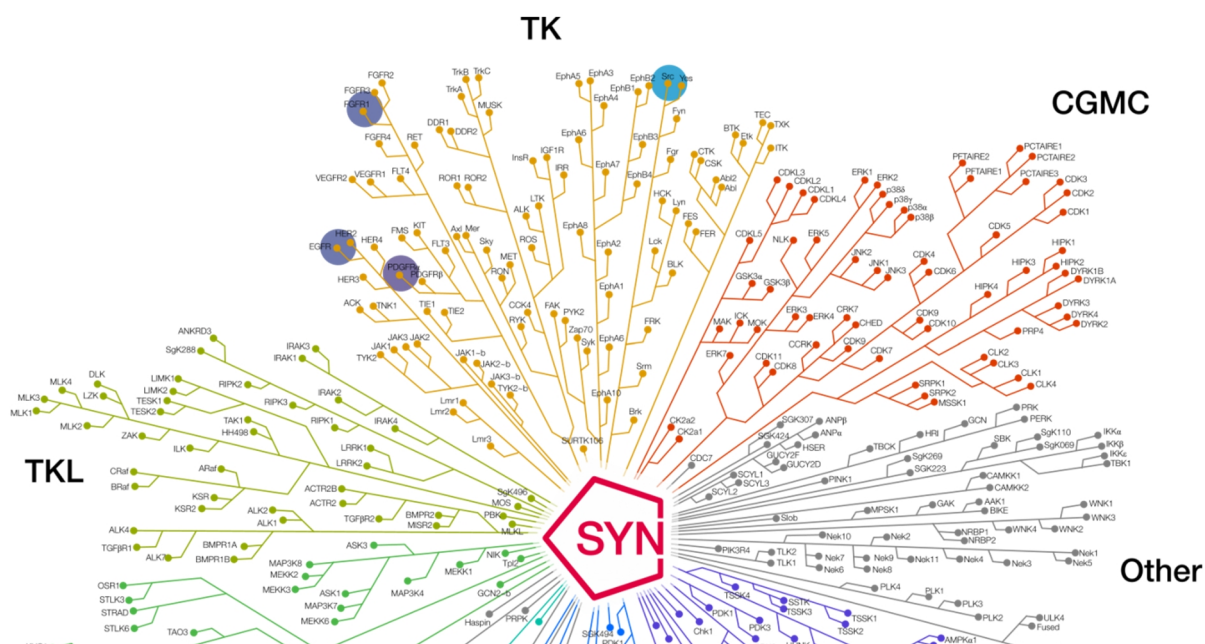 TK
CGMC
TKL
Other
SYN
FGFR2
FGFR3
FGFR1
FGFR4
RET
VEGFR2
VEGFR1
FLT4
TrkB
TrkC
TrkA
MUSK
DDR1
DDR2
ROR1
ROR2
HER2
EGFR
HER4
HER3
FMS
KIT
FLT3
PDGFRα
PDGFRβ
Axl
Mer
Sky
MET
RON
ACK
TNK1
TIE1
TIE2
JAK3
JAK2
JAK1
TYK2
JAK1~b
JAK2~b
JAK3~b
TYK2~b
Lmr1
Lmr2
Lmr3
InsR
IGF1R
IRR
LTK
ALK
ROS
CCK4
RYK
FAK
PYK2
Zap70
Syk
SURTK106
EphA5
EphA3
EphA4
EphA6
EphA7
EphA8
EphA2
EphA1
EphA6
EphA10
EphB2
EphB1
EphB3
EphB4
Src
Yes
Fyn
Fgr
HCK
Lyn
Lck
BLK
FES
FER
FRK
Srm
Brk
CTK
CSK
Abl2
Abl
BTK
Etk
TEC
TXK
ITK
CDKL3
CDKL2
CDKL1
CDKL4
CDKL5
NLK
ERK5
ERK1
ERK2
p38δ
p38γ
p38α
p38β
JNK2
JNK1
JNK3
GSK3α
GSK3β
MAK
ICK
MOK
ERK3
ERK4
ERK7
CRK7
CHED
CCRK
CDK9
CDK7
CDK11
CDK8
CDK9
CDK10
CDK4
CDK6
CDK5
PFTAIRE2
PFTAIRE1
PCTAIRE1
PCTAIRE2
PCTAIRE3
CDK3
CDK2
CDK1
HIPK1
HIPK2
HIPK3
HIPK4
DYRK1B
DYRK1A
DYRK3
DYRK4
DYRK2
PRP4
CLK2
CLK3
CLK1
CLK4
SRPK1
SRPK2
MSSK1
CK2a2
CK2a1
ANKRD3
SgK288
DLK
LZK
MLK4
MLK3
MLK1
MLK2
ZAK
LIMK1
LIMK2
TESK1
TESK2
ILK
TAK1
HH498
RIPK2
RIPK3
RIPK1
IRAK3
IRAK1
IRAK2
IRAK4
LRRK1
LRRK2
CRaf
BRaf
ARaf
KSR
KSR2
ACTR2B
ACTR2
TGFβR2
ALK2
ALK1
BMPR2
MISR2
ALK4
TGFβR1
ALK7
BMPR1A
BMPR1B
SgK496
MOS
PBK
MLKL
ASK3
MAP3K8
MEKK2
MEKK3
ASK1
MAP3K7
MEKK6
MAP3K4
MEKK1
NIK
Tpl2
GCN2~b
Haspin
PRPK
OSR1
STLK3
STRAD
STLK6
TAO3
CDC7
SGK307
SGK424
ANPβ
ANPα
HSER
GUCY2F
GUCY2D
SCYL1
SCYL3
SCYL2
PINK1
TBCK
HRI
GCN
PRK
PERK
SgK269
SGK223
SBK
SgK110
SgK069
IKKα
IKKβ
IKKε
TBK1
CAMKK1
CAMKK2
Slob
MPSK1
GAK
AAK1
BIKE
WNK1
WNK3
WNK4
WNK2
NRBP1
NRBP2
Nek10
Nek2
PIK3R4
TLK2
TLK1
Nek7
Nek6
Nek9
Nek8
Nek11
Nek4
Nek3
Nek1
Nek5
PLK4
PLK1
PLK3
PLK2
ULK4
Fused
TSSK4
SSTK
TSSK3
TSSK1
TSSK2
PDK1
PDK3
Chk1
SGK494
PDK1
AMPKα1